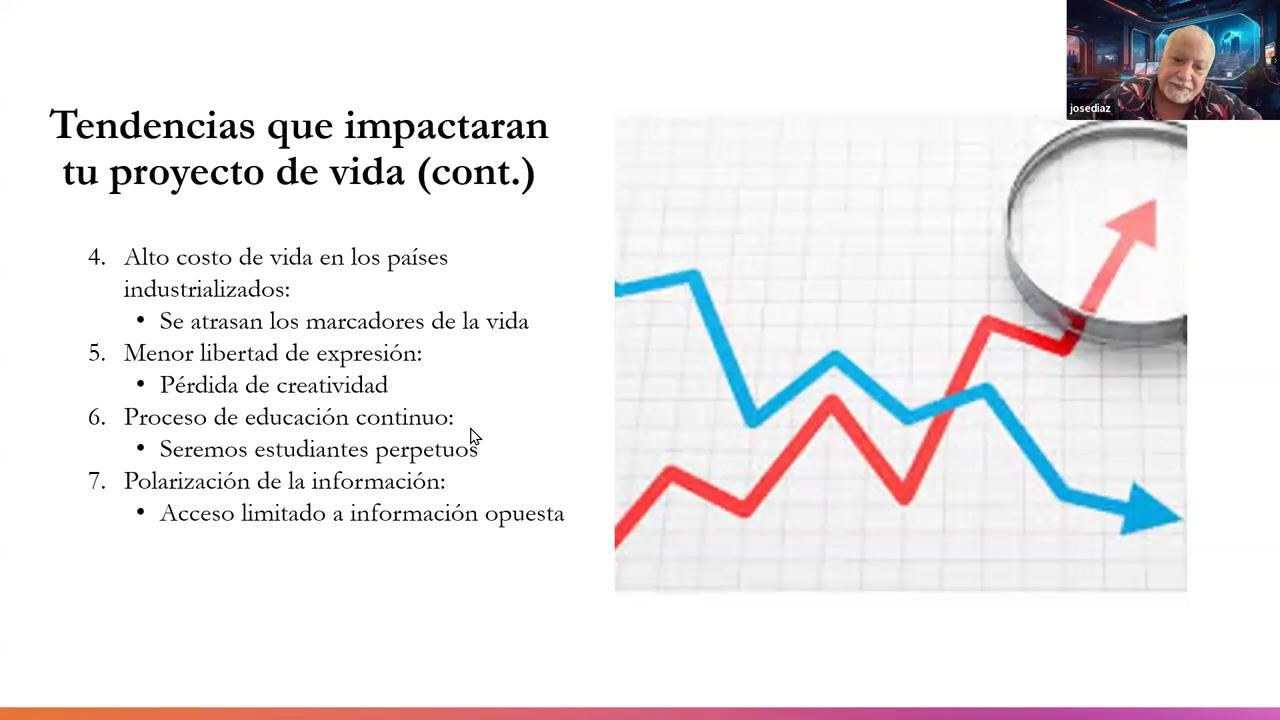 josediaz
Tendencias que impactaran
tu proyecto de vida (cont.)
4. Alto costo de vida en los países
industrializados:
• Se atrasan los marcadores de la vida
5. Menor libertad de expresión:
• Pérdida de creatividad
6. Proceso de educación continuo:
• Seremos estudiantes perpetuos
7. Polarización de la información:
• Acceso limitado a información opuesta